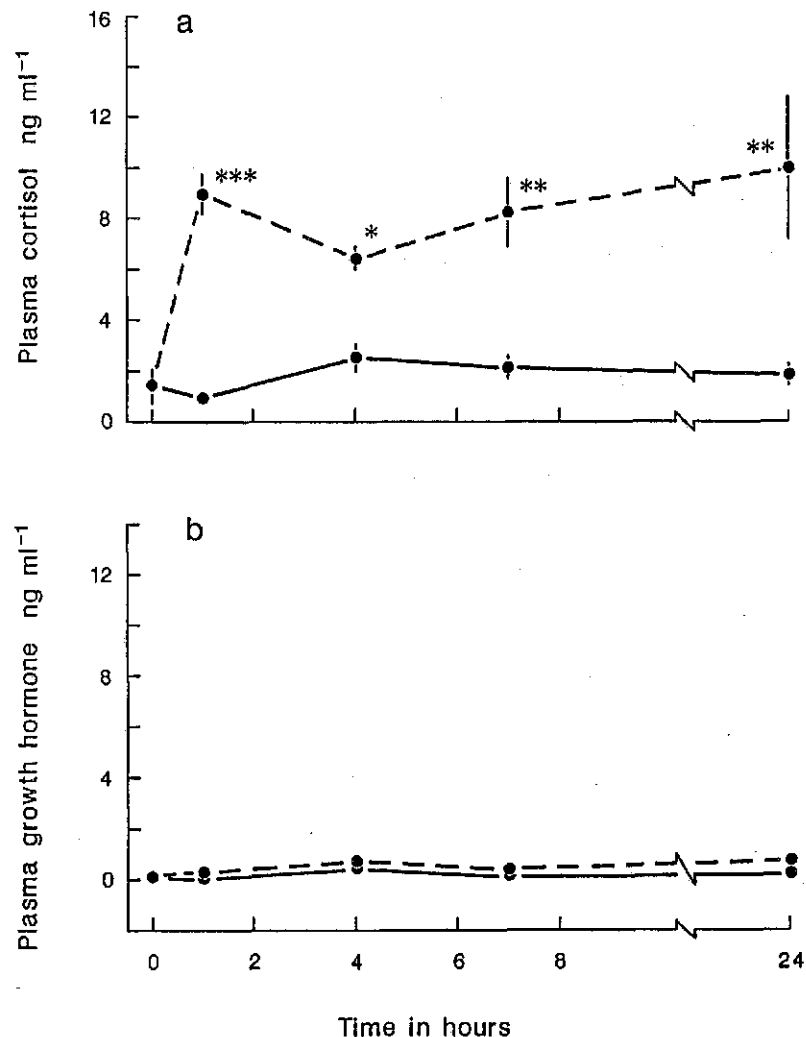 a
16
12
8
4
0
Plasma cortisol ng ml⁻¹
***
*
**
**
b
12
8
4
0
Plasma growth hormone ng ml⁻¹
0 2 4 6 8 24
Time in hours